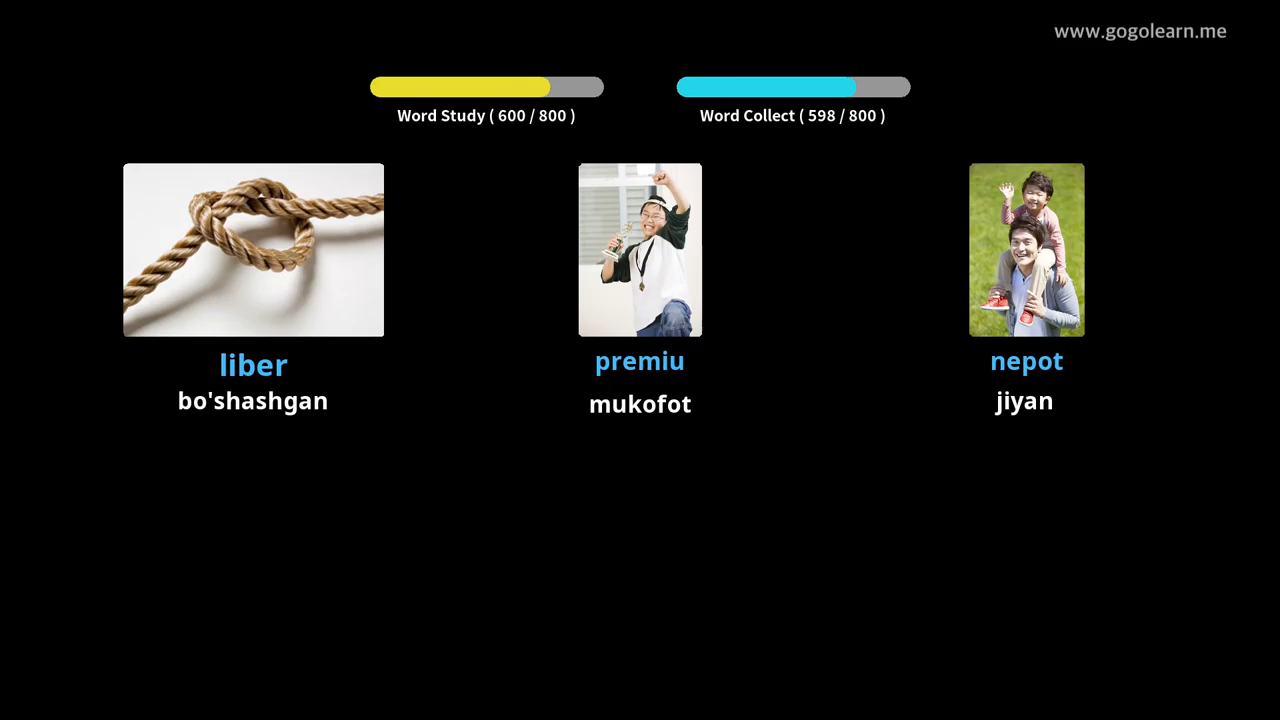 www.gogolearn.me
Word Study ( 600 / 800 )
Word Collect ( 598 / 800 )
liber
bo'shashgan
premiu
mukofot
nepot
jiyan